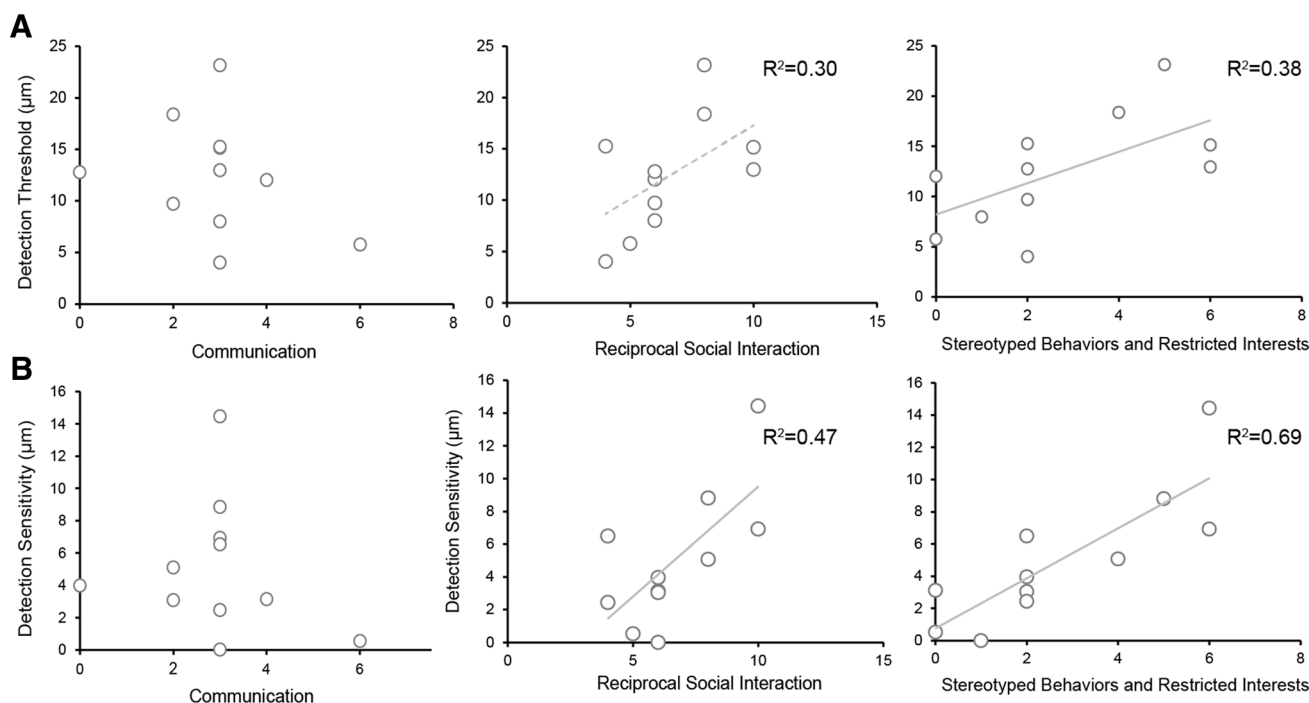 A
Detection Threshold (µm)
25
20
15
10
5
0
0 2 4 6 8
Communication
25
20
15
10
5
0
0 5 10 15
Reciprocal Social Interaction
R²=0.30
25
20
15
10
5
0
0 2 4 6 8
Stereotyped Behaviors and Restricted Interests
R²=0.38
B
Detection Sensitivity (µm)
16
14
12
10
8
6
4
2
0
0 2 4 6
Communication
Detection Sensitivity (µm)
16
14
12
10
8
6
4
2
0
0 5 10 15
Reciprocal Social Interaction
R²=0.47
16
14
12
10
8
6
4
2
0
0 2 4 6 8
Stereotyped Behaviors and Restricted Interests
R²=0.69